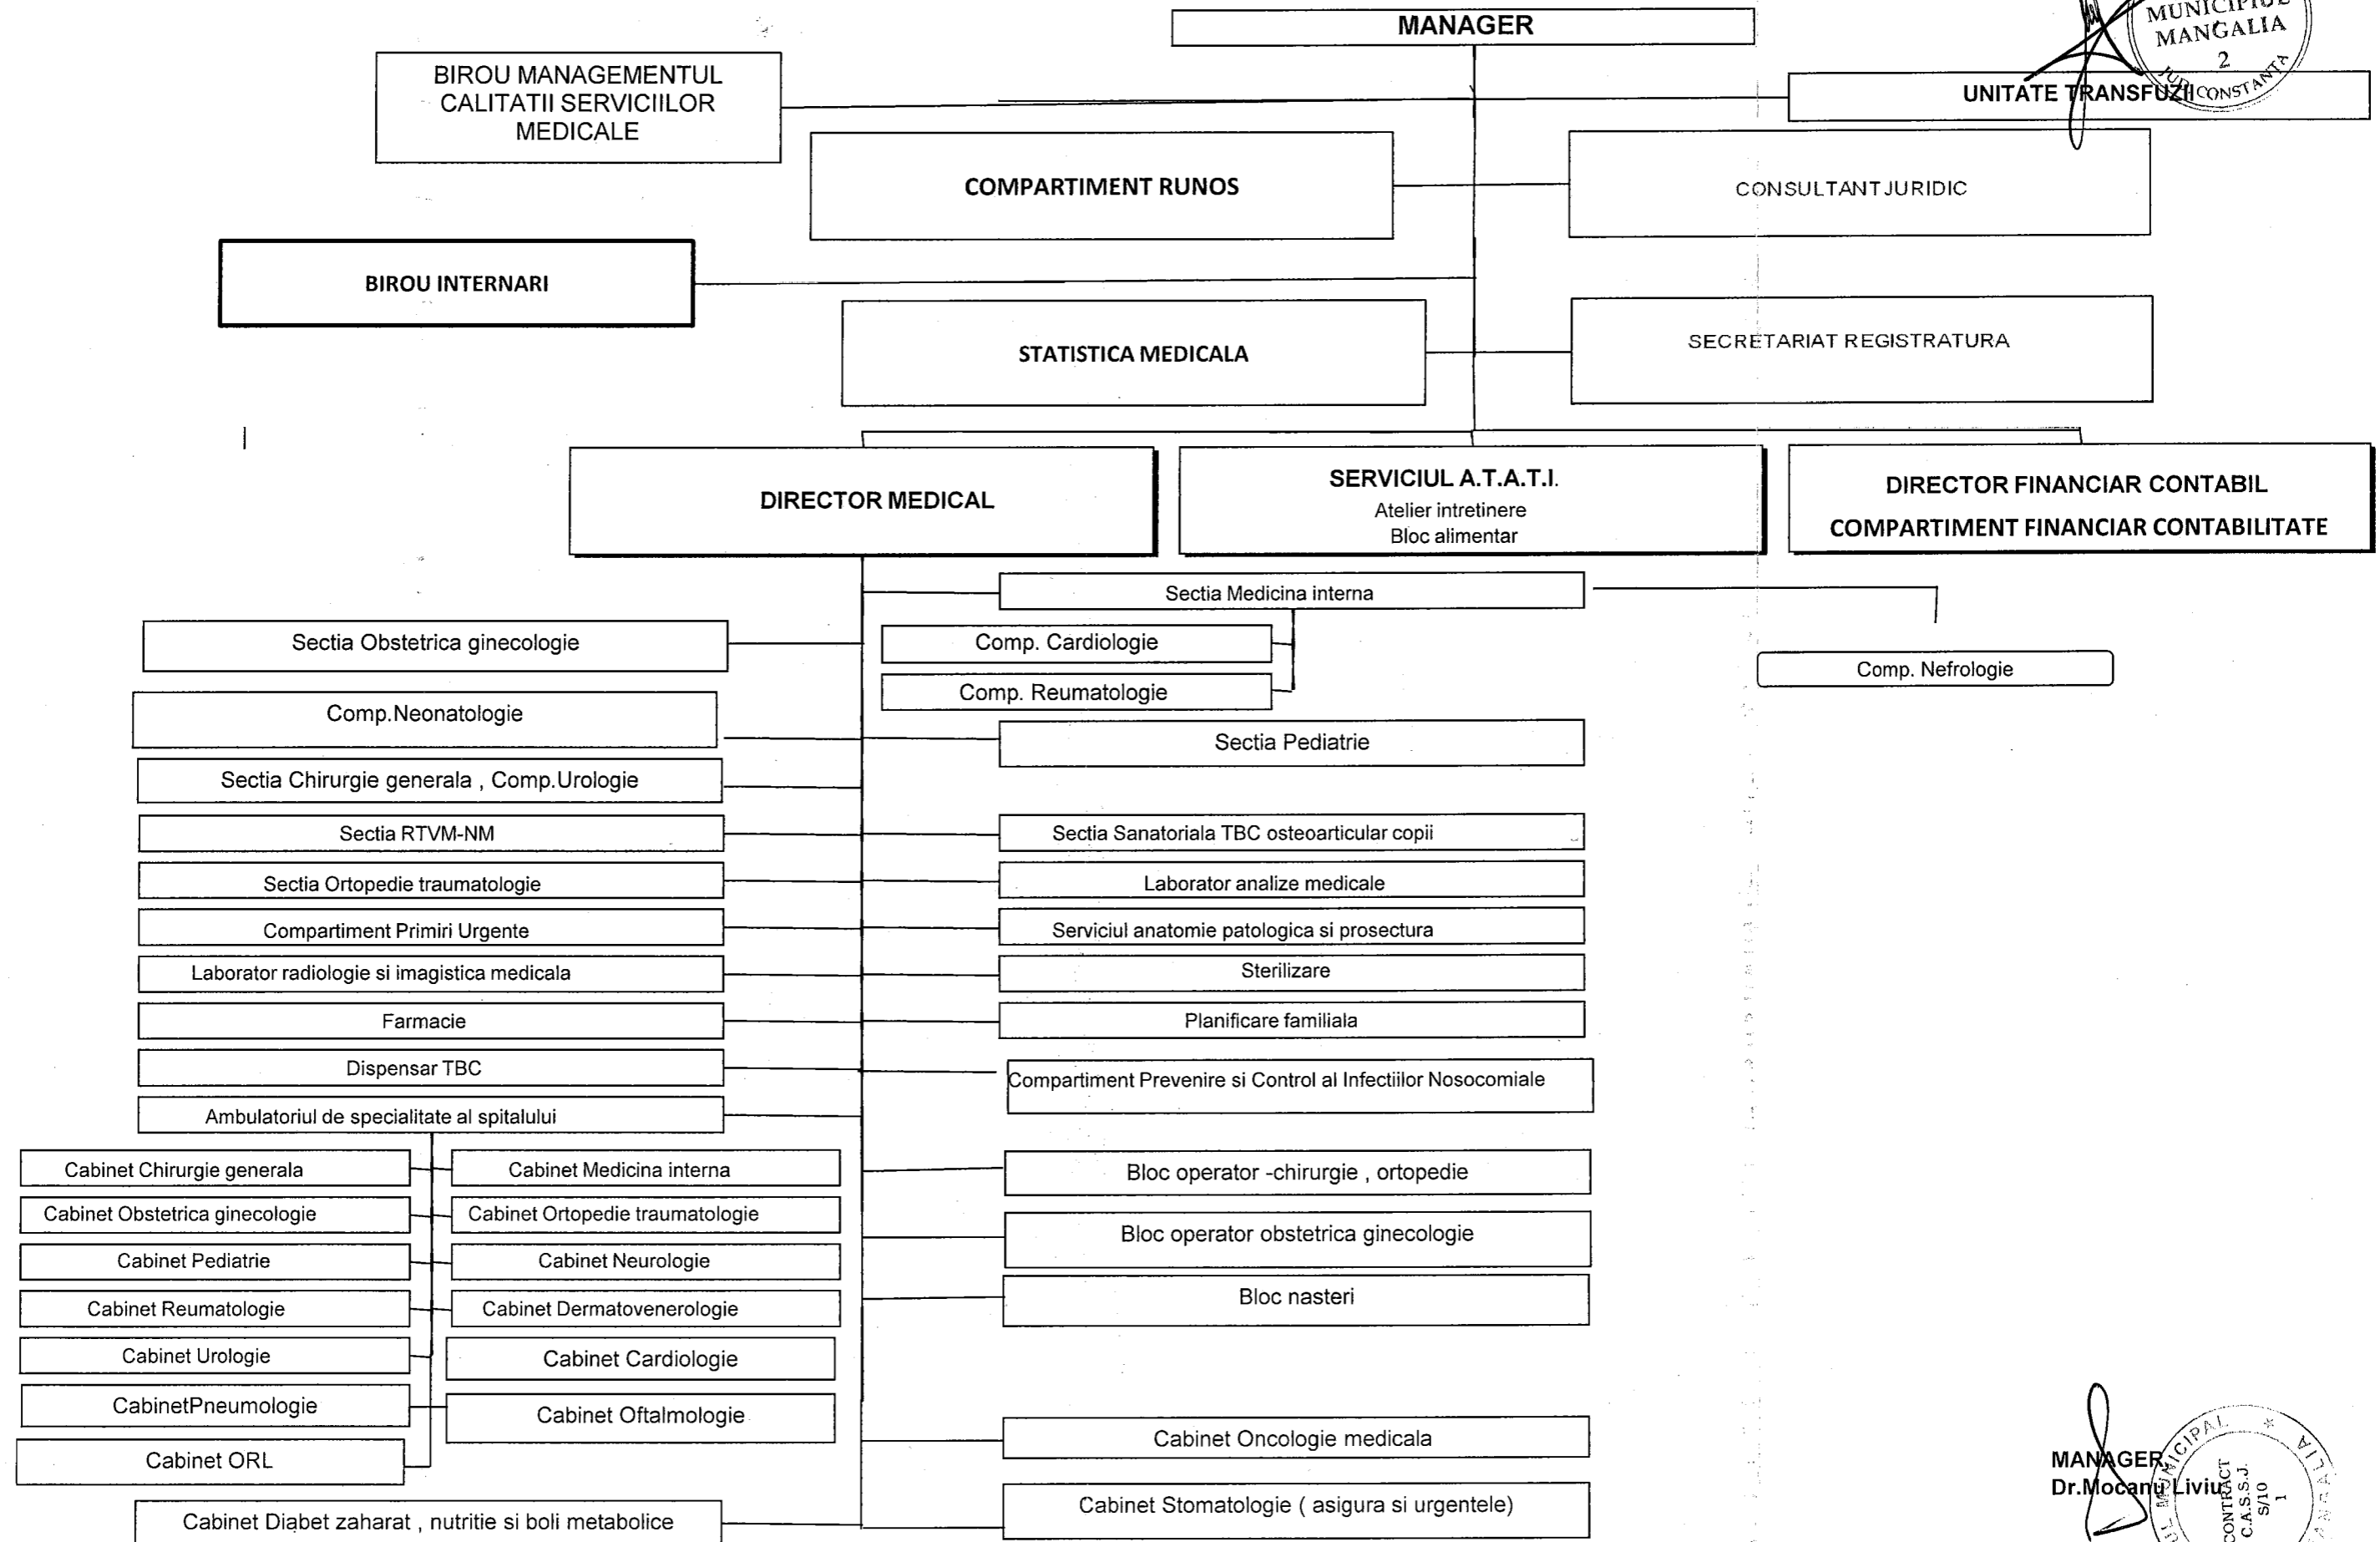 MANAGER
MUNICIPIUL
MANGALIA
2
JUD. CONSTANTA
BIROU MANAGEMENTUL
CALITATII SERVICIILOR
MEDICALE
UNITATE TRANSFUZII
COMPARTIMENT RUNOS
CONSULTANT JURIDIC
BIROU INTERNARI
STATISTICA MEDICALA
SECRETARIAT REGISTRATURA
DIRECTOR MEDICAL
SERVICIUL A.T.A.T.I.
Atelier intretinere
Bloc alimentar
DIRECTOR FINANCIAR CONTABIL
COMPARTIMENT FINANCIAR CONTABILITATE
Sectia Medicina interna
Sectia Obstetrica ginecologie
Comp. Cardiologie
Comp. Nefrologie
Comp. Reumatologie
Comp.Neonatologie
Sectia Pediatrie
Sectia Chirurgie generala , Comp.Urologie
Sectia RTVM-NM
Sectia Sanatoriala TBC osteoarticular copii
Sectia Ortopedie traumatologie
Laborator analize medicale
Compartiment Primiri Urgente
Serviciul anatomie patologica si prosectura
Laborator radiologie si imagistica medicala
Sterilizare
Farmacie
Planificare familiala
Dispensar TBC
Compartiment Prevenire si Control al Infectiilor Nosocomiale
Ambulatoriul de specialitate al spitalului
Cabinet Chirurgie generala
Cabinet Medicina interna
Bloc operator -chirurgie , ortopedie
Cabinet Obstetrica ginecologie
Cabinet Ortopedie traumatologie
Bloc operator obstetrica ginecologie
Cabinet Pediatrie
Cabinet Neurologie
Bloc nasteri
Cabinet Reumatologie
Cabinet Dermatovenerologie
Cabinet Urologie
Cabinet Cardiologie
CabinetPneumologie
Cabinet Oftalmologie
Cabinet Oncologie medicala
Cabinet ORL
Cabinet Stomatologie ( asigura si urgentele)
Cabinet Diabet zaharat , nutritie si boli metabolice
MANAGER,
Dr.Mocanu Liviu
MUNICIPAL * MANGALIA
CONTRACT
C.A.S.S.J.
S/10
1